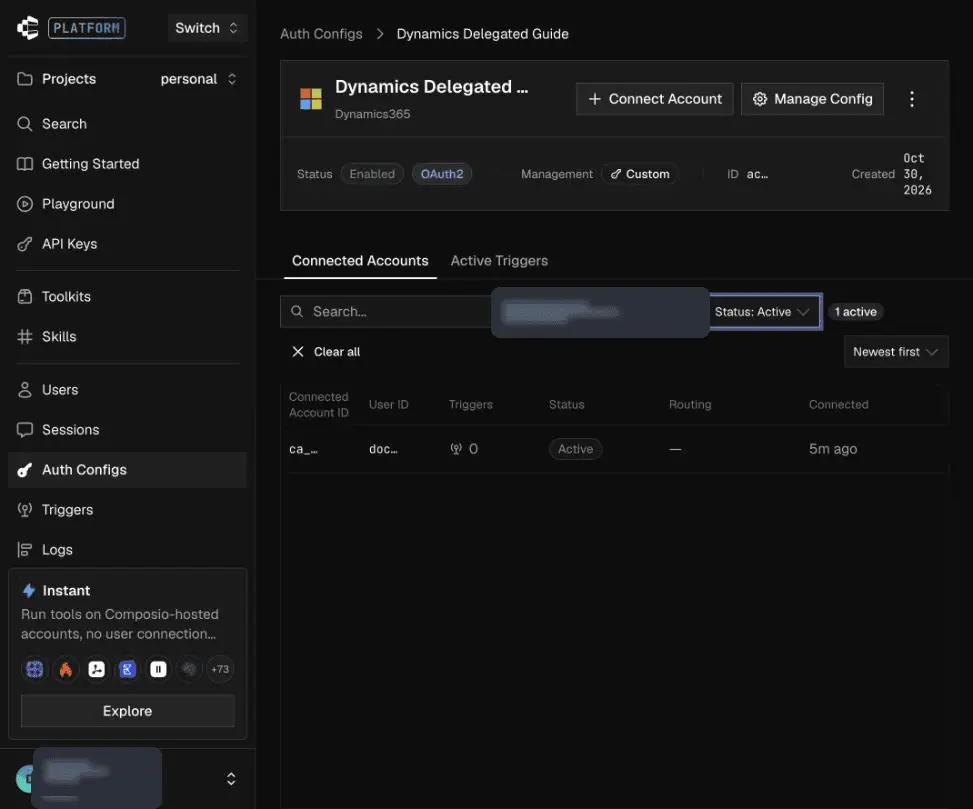 PLATFORM
Switch
Projects
personal
Search
Getting Started
Playground
API Keys
Toolkits
Skills
Users
Sessions
Auth Configs
Triggers
Logs
Instant
Run tools on Composio-hosted
accounts, no user connection…
+73
Explore
Auth Configs > Dynamics Delegated Guide
Dynamics Delegated ...
Dynamics365
+ Connect Account
Manage Config
Status Enabled OAuth2
Management Custom
ID ac…
Created Oct
30,
2026
Connected Accounts
Active Triggers
Search...
Status: Active
1 active
Clear all
Newest first
Connected
Account ID
User ID
Triggers
Status
Routing
Connected
ca_…
doc…
0
Active
—
5m ago